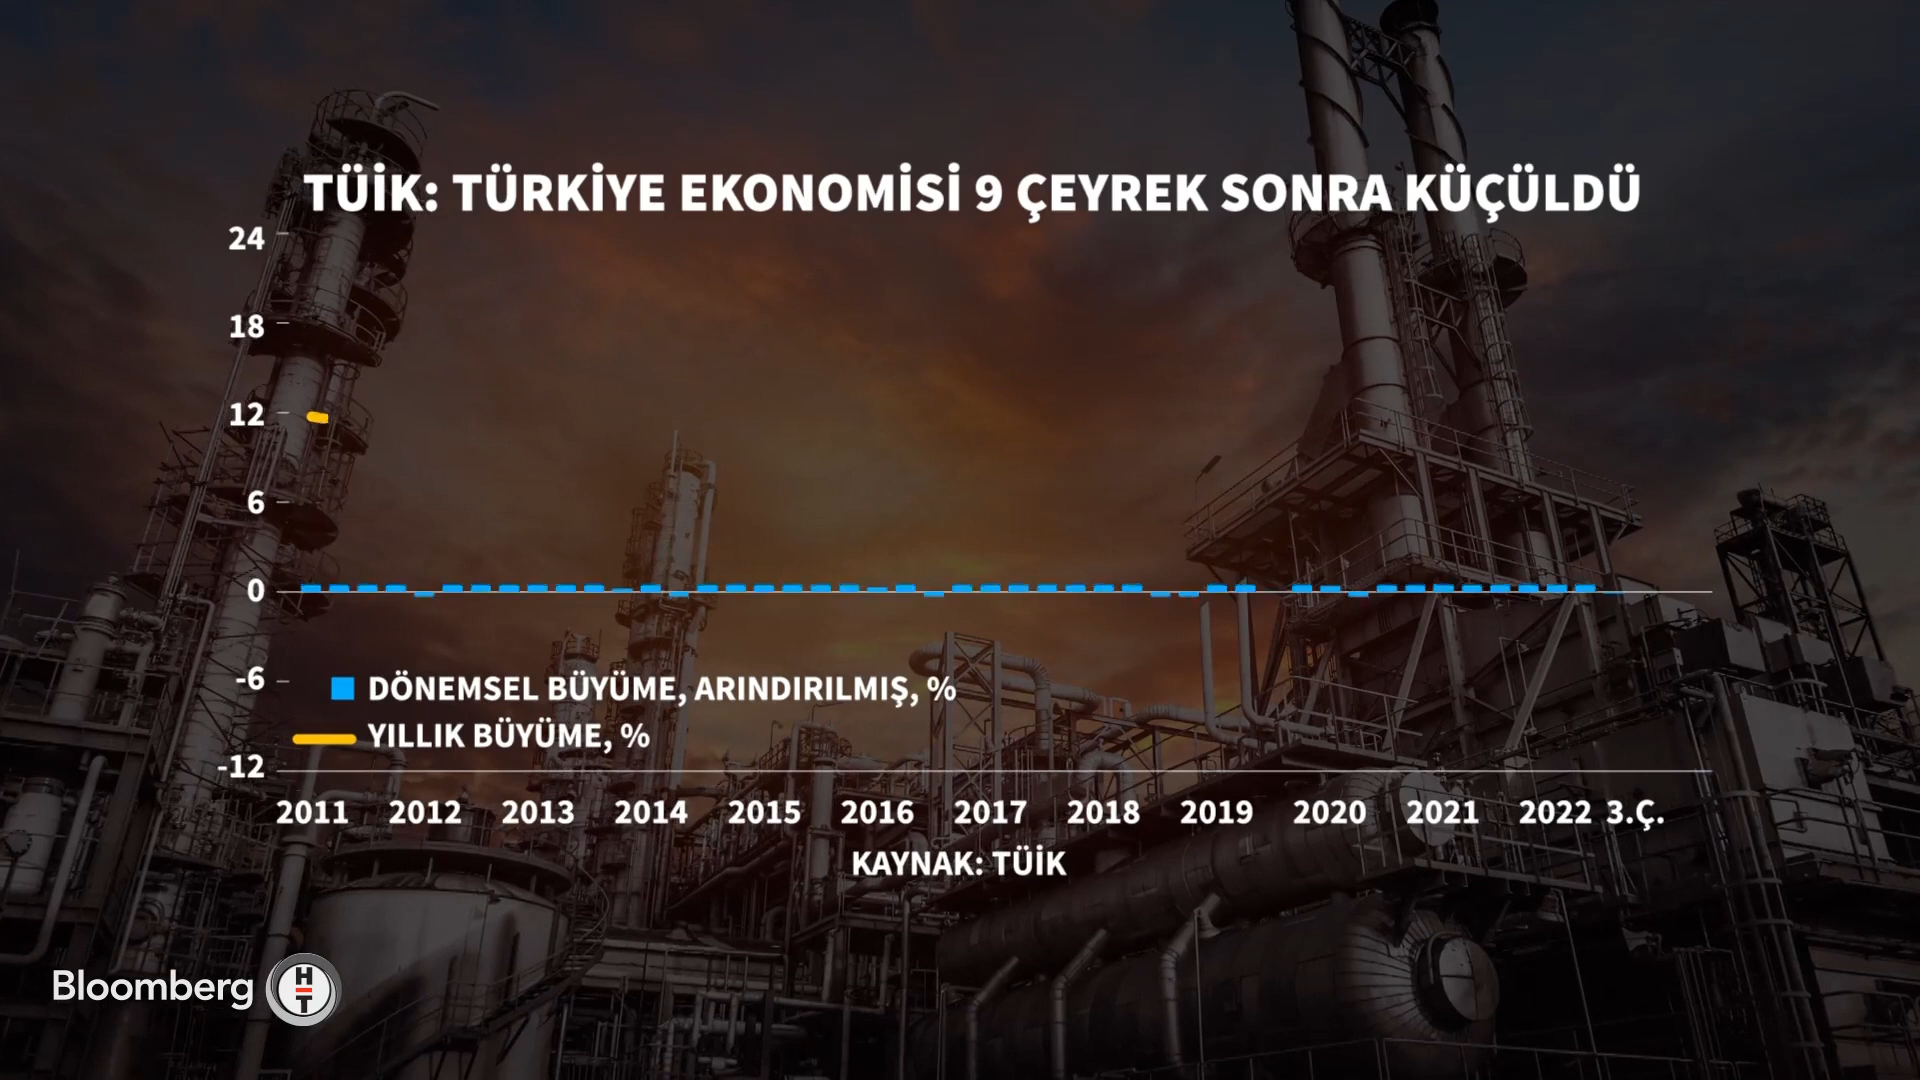 TÜİK: TÜRKİYE EKONOMİSİ 9 ÇEYREK SONRA KÜÇÜLDÜ
24
18
12
6
0
-6
-12
DÖNEMSEL BÜYÜME, ARINDIRILMIŞ, %
YILLIK BÜYÜME, %
2011 2012 2013 2014 2015 2016 2017 2018 2019 2020 2021 2022 3.Ç.
KAYNAK: TÜİK
Bloomberg HT